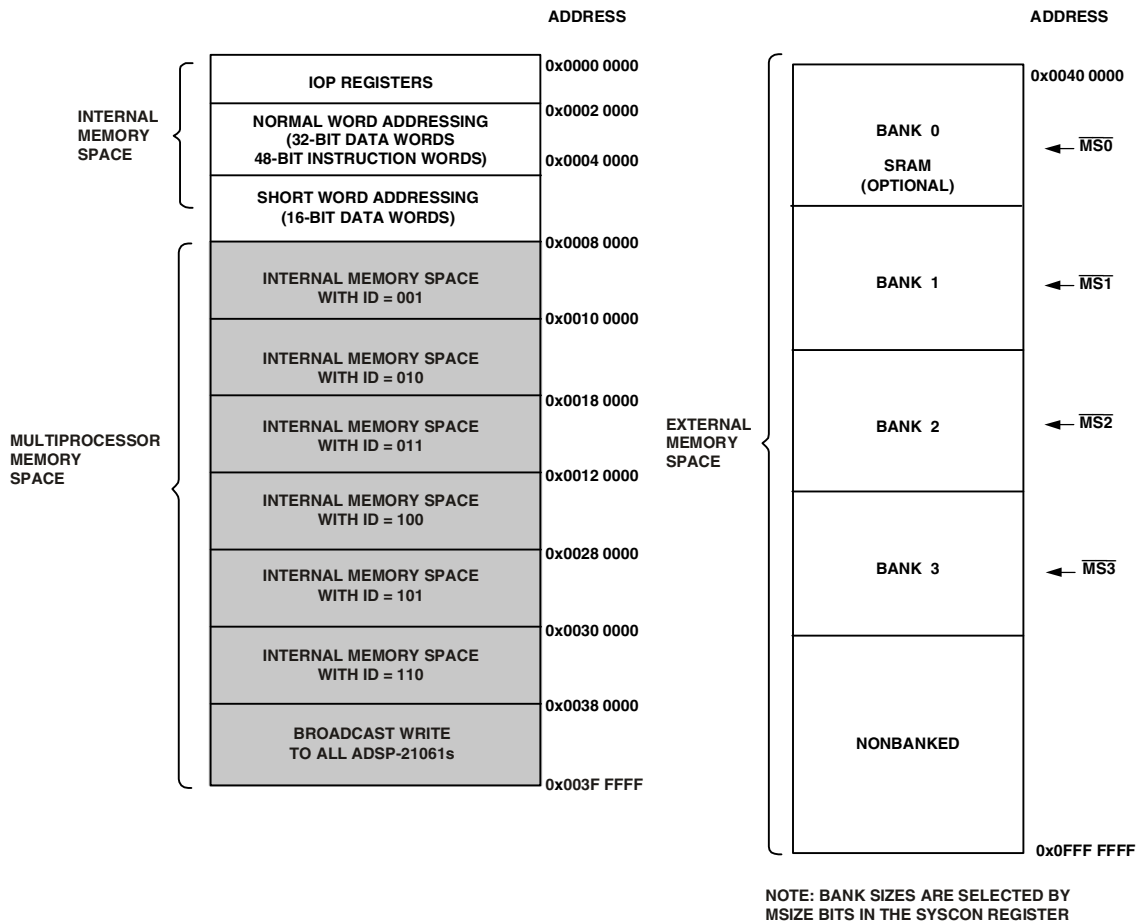 ADDRESS
0x0000 0000
IOP REGISTERS
0x0002 0000
INTERNAL
MEMORY
SPACE
NORMAL WORD ADDRESSING
(32-BIT DATA WORDS
48-BIT INSTRUCTION WORDS)
0x0004 0000
SHORT WORD ADDRESSING
(16-BIT DATA WORDS)
0x0008 0000
INTERNAL MEMORY SPACE
WITH ID = 001
0x0010 0000
INTERNAL MEMORY SPACE
WITH ID = 010
0x0018 0000
MULTIPROCESSOR
MEMORY
SPACE
INTERNAL MEMORY SPACE
WITH ID = 011
0x0012 0000
INTERNAL MEMORY SPACE
WITH ID = 100
0x0028 0000
INTERNAL MEMORY SPACE
WITH ID = 101
0x0030 0000
INTERNAL MEMORY SPACE
WITH ID = 110
0x0038 0000
BROADCAST WRITE
TO ALL ADSP-21061s
0x003F FFFF
ADDRESS
0x0040 0000
BANK 0
MS0
SRAM
(OPTIONAL)
BANK 1
MS1
EXTERNAL
MEMORY
SPACE
BANK 2
MS2
BANK 3
MS3
NONBANKED
0x0FFF FFFF
NOTE: BANK SIZES ARE SELECTED BY
MSIZE BITS IN THE SYSCON REGISTER